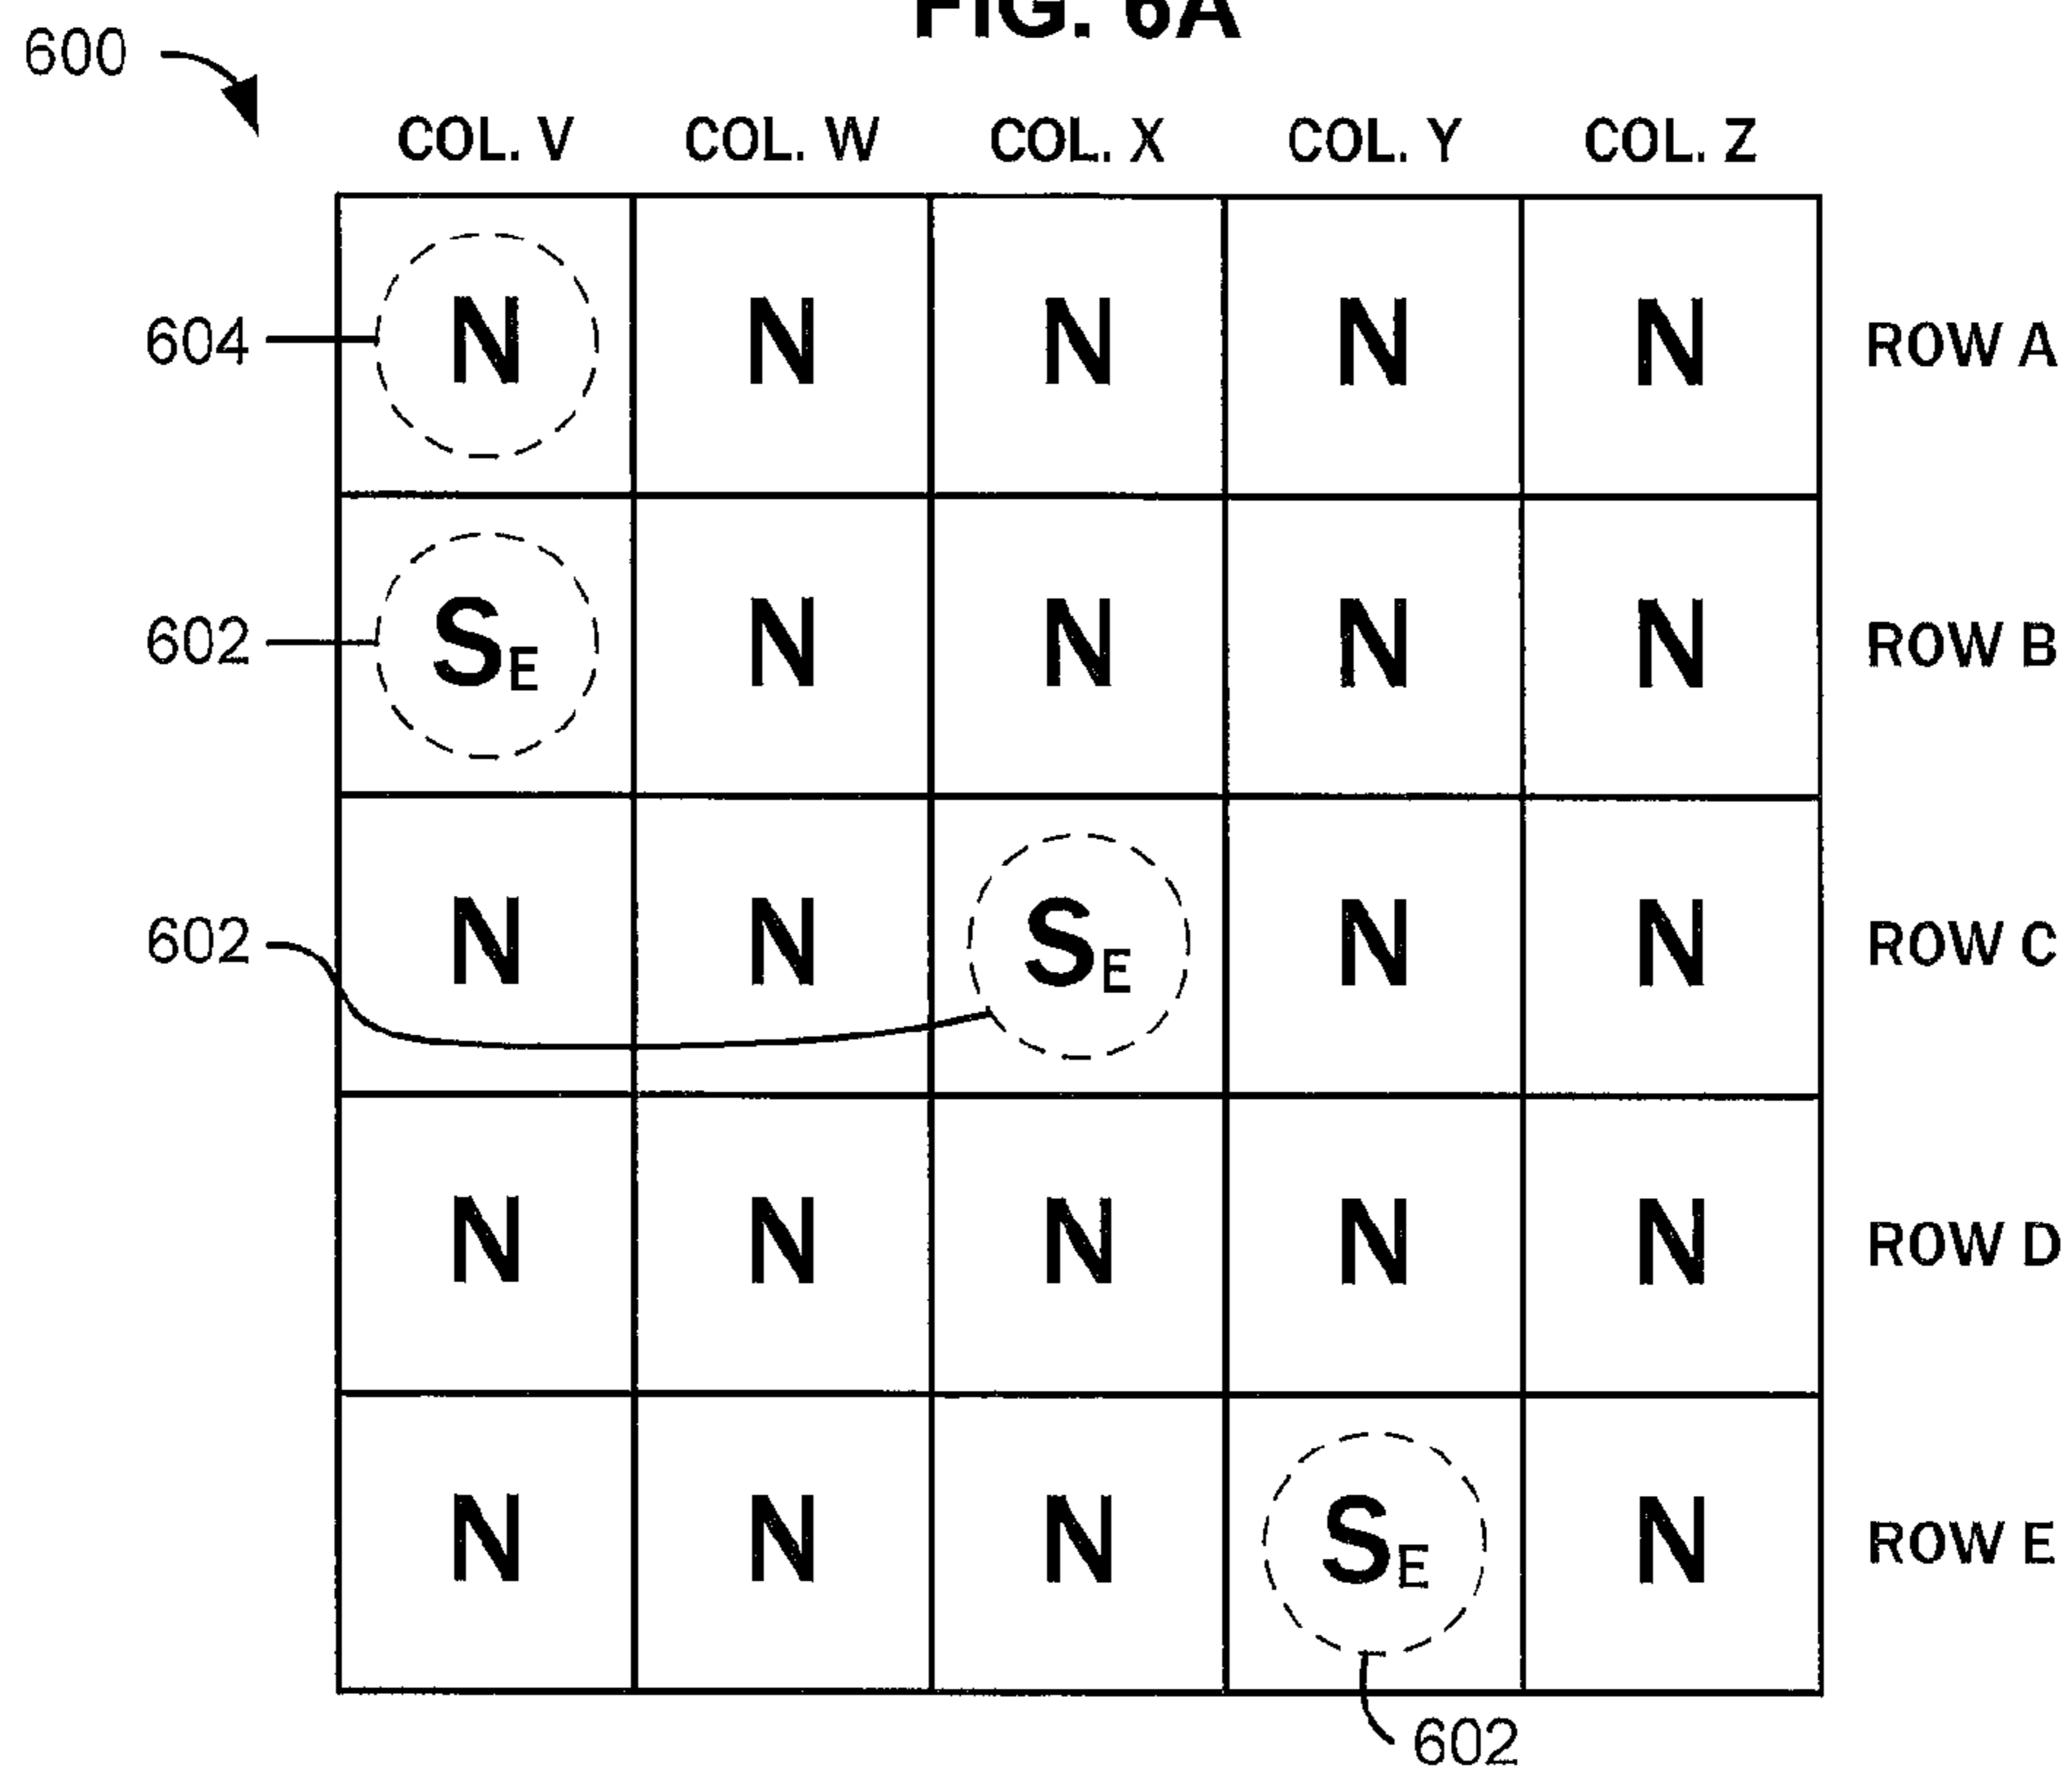 FIG. 6A
600
COL. V COL. W COL. X COL. Y COL. Z
604 N N N N N ROW A
602 SE N N N N ROW B
602 N N SE N N ROW C
N N N N N ROW D
N N N SE N ROW E
602